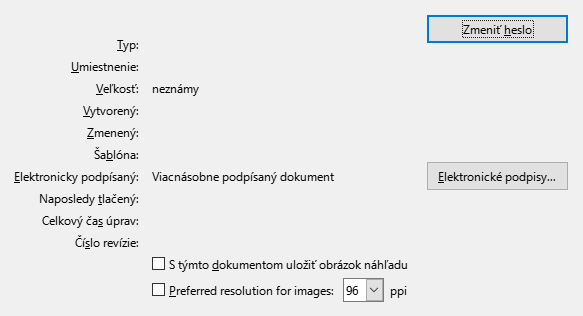 Zmeniť heslo
Typ:
Umiestnenie:
Veľkosť: neznámy
Vytvorený:
Zmenený:
Šablóna:
Elektronicky podpísaný: Viacnásobne podpísaný dokument Elektronické podpisy...
Naposledy tlačený:
Celkový čas úprav:
Číslo revízie:
S týmto dokumentom uložiť obrázok náhľadu
Preferred resolution for images: 96 ppi